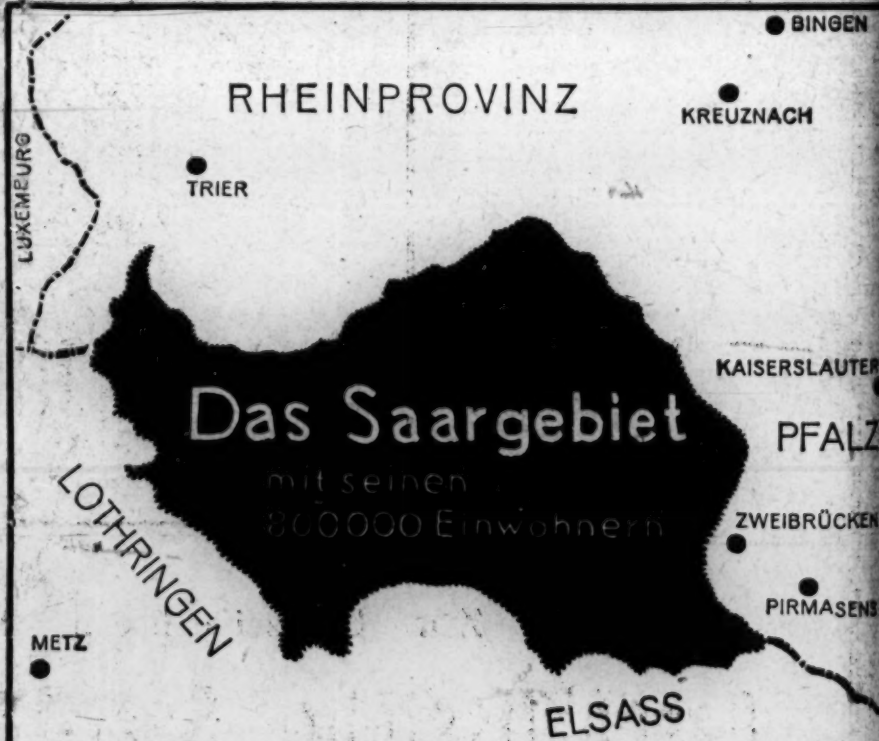 BINGEN
RHEINPROVINZ
KREUZNACH
LUXEMBURG
TRIER
KAISERSLAUTER
Das Saargebiet
PFALZ
mit seinen
800000 Einwohnern
LOTHRINGEN
ZWEIBRÜCKEN
PIRMASENS
METZ
ELSASS